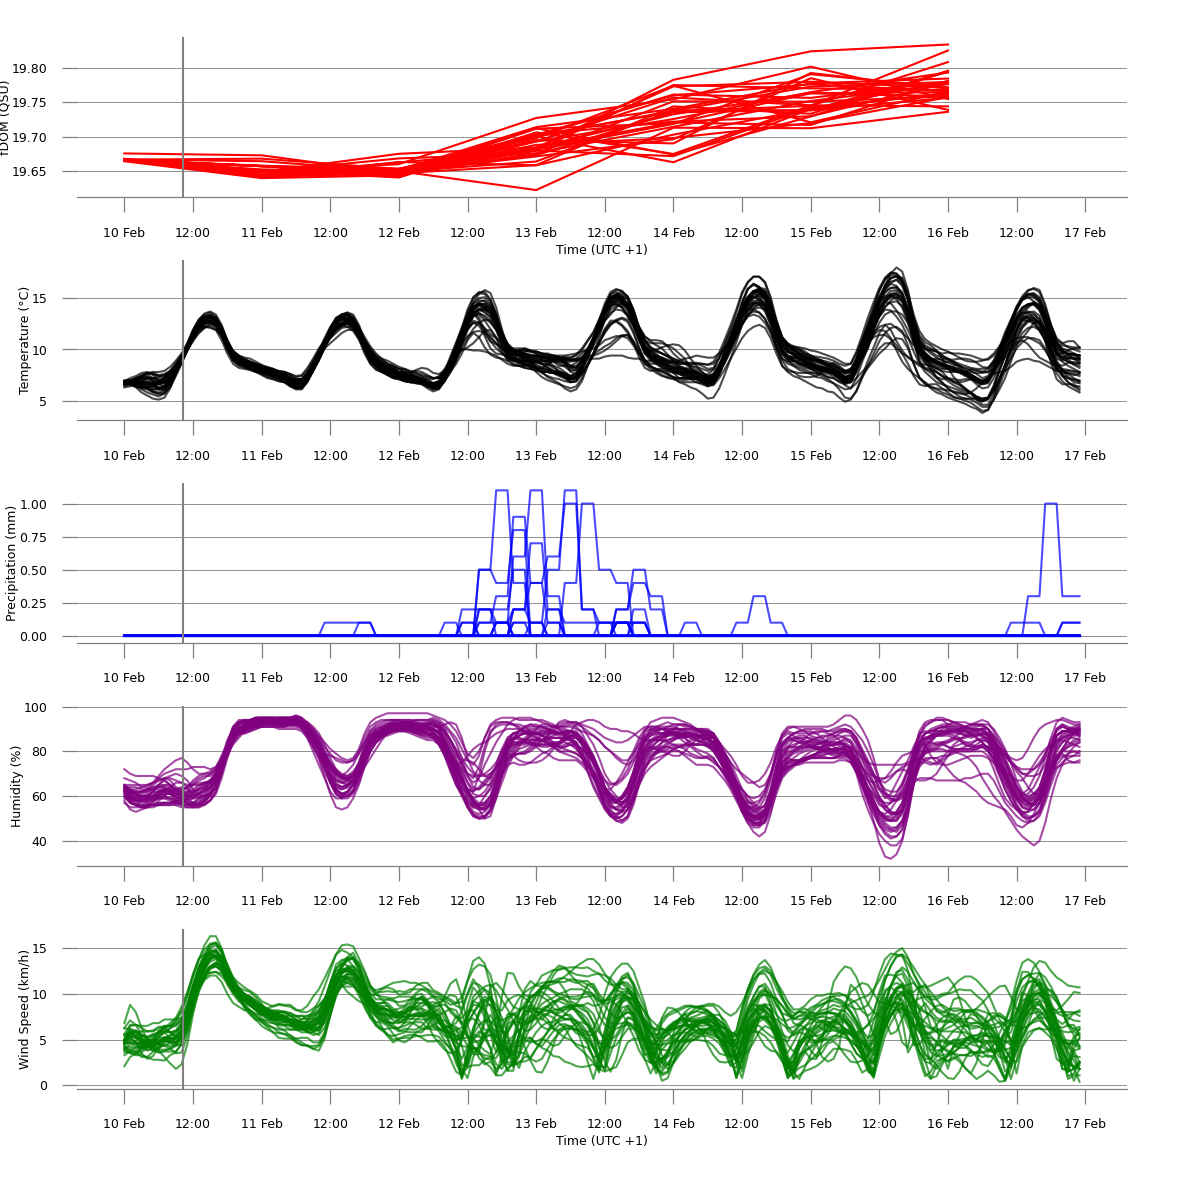 fDOM (QSU)
19.80
19.75
19.70
19.65
10 Feb 12:00 11 Feb 12:00 12 Feb 12:00 13 Feb 12:00 14 Feb 12:00 15 Feb 12:00 16 Feb 12:00 17 Feb
Time (UTC +1)
Temperature (°C)
15
10
5
10 Feb 12:00 11 Feb 12:00 12 Feb 12:00 13 Feb 12:00 14 Feb 12:00 15 Feb 12:00 16 Feb 12:00 17 Feb
Precipitation (mm)
1.00
0.75
0.50
0.25
0.00
10 Feb 12:00 11 Feb 12:00 12 Feb 12:00 13 Feb 12:00 14 Feb 12:00 15 Feb 12:00 16 Feb 12:00 17 Feb
Humidity (%)
100
80
60
40
10 Feb 12:00 11 Feb 12:00 12 Feb 12:00 13 Feb 12:00 14 Feb 12:00 15 Feb 12:00 16 Feb 12:00 17 Feb
Wind Speed (km/h)
15
10
5
0
10 Feb 12:00 11 Feb 12:00 12 Feb 12:00 13 Feb 12:00 14 Feb 12:00 15 Feb 12:00 16 Feb 12:00 17 Feb
Time (UTC +1)